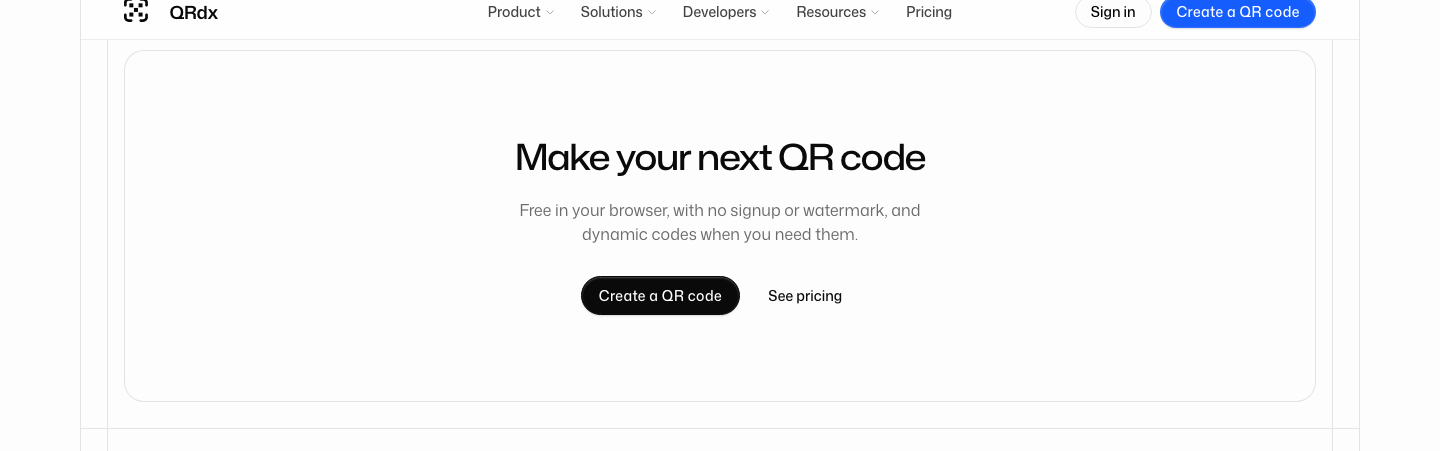 QRdx
Product
Solutions
Developers
Resources
Pricing
Sign in
Create a QR code
Make your next QR code
Free in your browser, with no signup or watermark, and
dynamic codes when you need them.
Create a QR code
See pricing